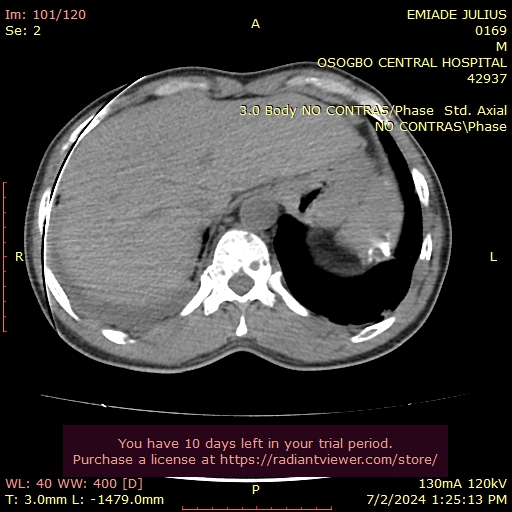 Im: 101/120
Se: 2
A
EMIADE JULIUS
0169
M
OSOGBO CENTRAL HOSPITAL
42937
3.0 Body NO CONTRAS/Phase Std. Axial
NO CONTRAS\Phase
R
L
You have 10 days left in your trial period.
Purchase a license at https://radiantviewer.com/store/
WL: 40 WW: 400 [D]
T: 3.0mm L: -1479.0mm
P
130mA 120kV
7/2/2024 1:25:13 PM